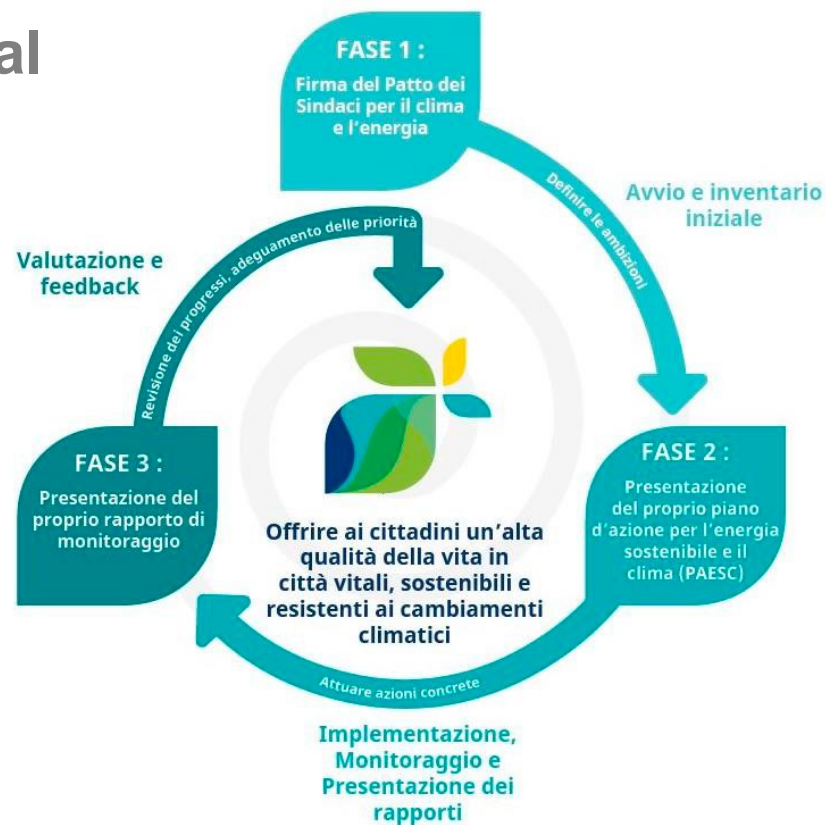 al
FASE 1 :
Firma del Patto dei
Sindaci per il clima
e l'energia
Definire le ambizioni
Avvio e inventario
iniziale
FASE 2 :
Presentazione
del proprio piano
d'azione per l'energia
sostenibile e il
clima (PAESC)
Attuare azioni concrete
Implementazione,
Monitoraggio e
Presentazione dei
rapporti
FASE 3 :
Presentazione del
proprio rapporto di
monitoraggio
Revisione dei progressi, adeguamento delle priorità
Valutazione e
feedback
Offrire ai cittadini un'alta
qualità della vita in
città vitali, sostenibili e
resistenti ai cambiamenti
climatici